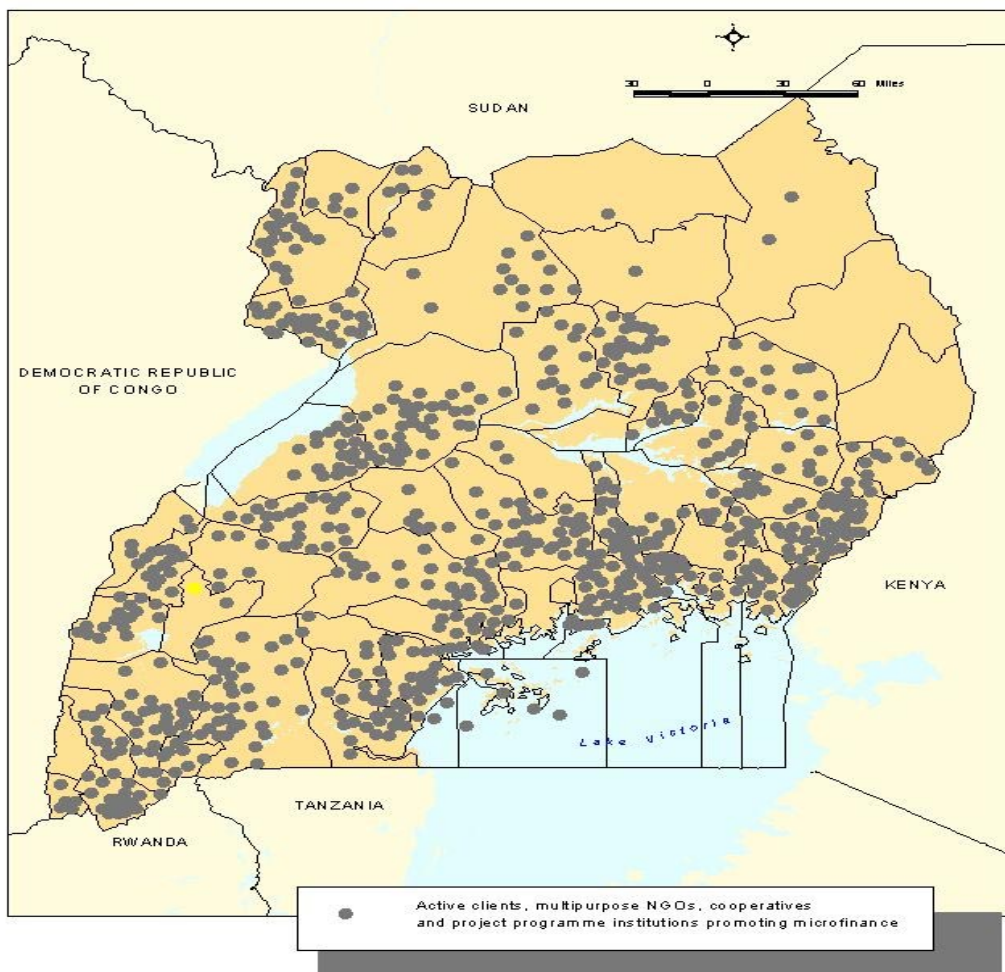 30 0 30 60 Miles
SUDAN
DEMOCRATIC REPUBLIC
OF CONGO
KENYA
Lake Victoria
TANZANIA
RWANDA
Active clients, multipurpose NGOs, cooperatives
and project programme institutions promoting microfinance